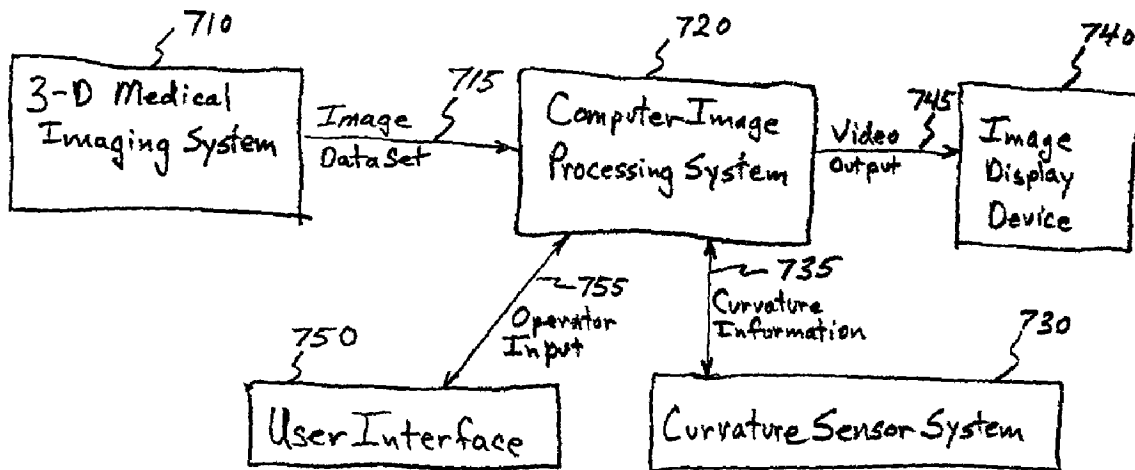 710
3-D Medical
Imaging System
Image
Data Set
715
720
Computer Image
Processing System
Video
Output
745
740
Image
Display
Device
755
Operator
Input
735
Curvature
Information
750
User Interface
730
Curvature Sensor System